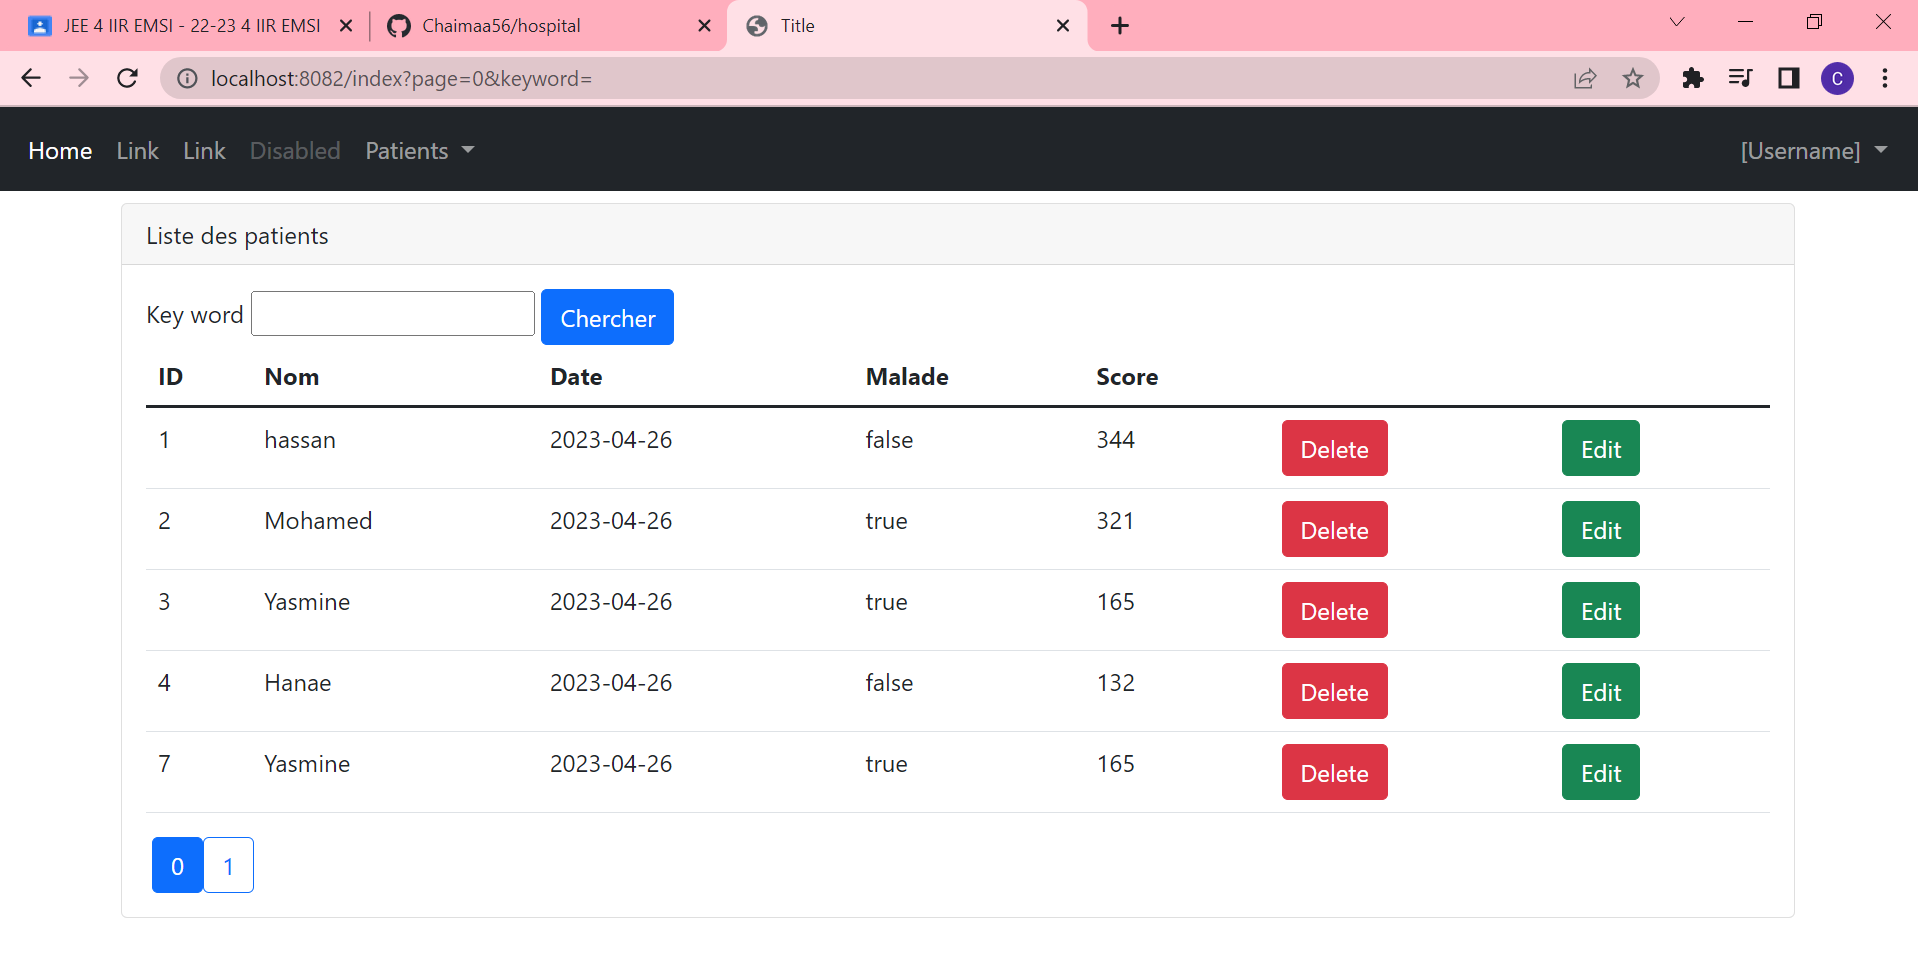 JEE 4 IIR EMSI - 22-23 4 IIR EMSI
Chaimaa56/hospital
Title
localhost:8082/index?page=0&keyword=
C
Home Link Link Disabled Patients [Username]
Liste des patients
Key word Chercher
ID Nom Date Malade Score
1 hassan 2023-04-26 false 344 Delete Edit
2 Mohamed 2023-04-26 true 321 Delete Edit
3 Yasmine 2023-04-26 true 165 Delete Edit
4 Hanae 2023-04-26 false 132 Delete Edit
7 Yasmine 2023-04-26 true 165 Delete Edit
0 1